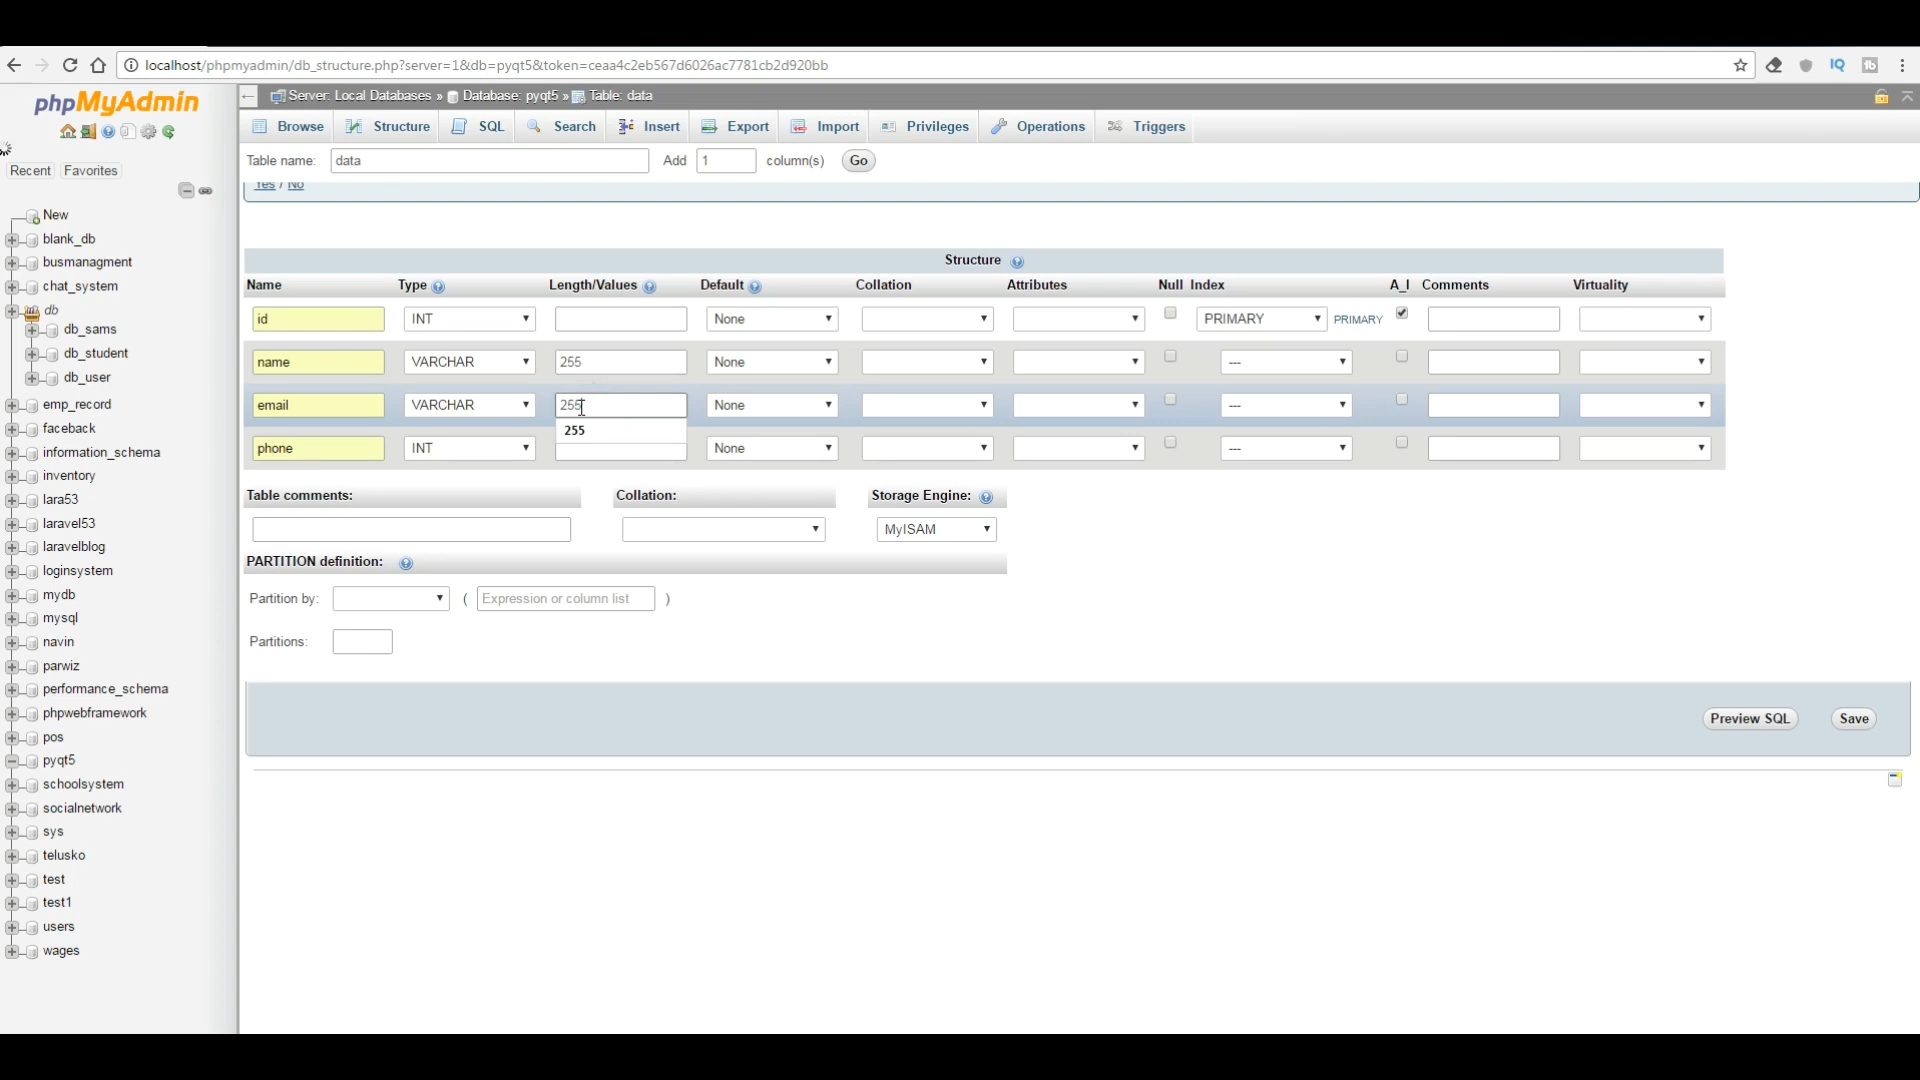 localhost/phpmyadmin/db_structure.php?server=1&db=pyqt5&token=ceaa4c2eb567d6026ac7781cb2d920bb
phpMyAdmin
Server: Local Databases » Database: pyqt5 » Table: data
Browse Structure SQL Search Insert Export Import Privileges Operations Triggers
Table name: data Add 1 column(s) Go
Recent Favorites
Yes / No
New
blank_db
busmanagment
chat_system
db
db_sams
db_student
db_user
emp_record
faceback
information_schema
inventory
lara53
laravel53
laravelblog
loginsystem
mydb
mysql
navin
parwiz
performance_schema
phpwebframework
pos
pyqt5
schoolsystem
socialnetwork
sys
telusko
test
test1
users
wages
Structure
Name Type Length/Values Default Collation Attributes Null Index A_I Comments Virtuality
id INT None PRIMARY PRIMARY
name VARCHAR 255 None ---
email VARCHAR 255 None ---
255
phone INT None ---
Table comments: Collation: Storage Engine:
MyISAM
PARTITION definition:
Partition by: ( Expression or column list )
Partitions:
Preview SQL Save